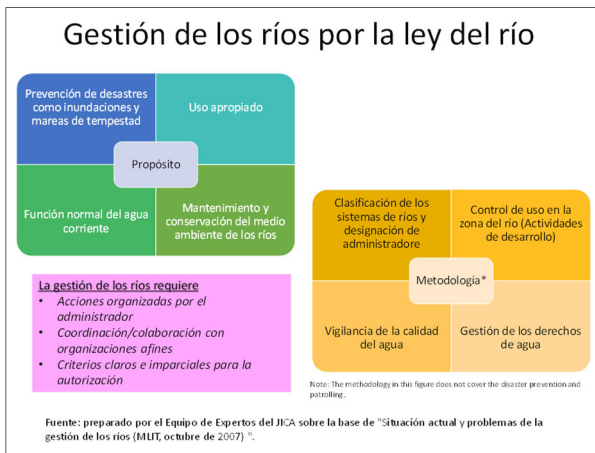 Gestión de los ríos por la ley del río
Prevención de desastres
como inundaciones y
mareas de tempestad
Uso apropiado
Propósito
Función normal del agua
corriente
Mantenimiento y
conservación del medio
ambiente de los ríos
La gestión de los ríos requiere
• Acciones organizadas por el
administrador
• Coordinación/colaboración con
organizaciones afines
• Criterios claros e imparciales para la
autorización
Clasificación de los
sistemas de ríos y
designación de
administradore
Control de uso en la
zona del río (Actividades
de desarrollo)
Metodología*
Vigilancia de la calidad
del agua
Gestión de los derechos
de agua
Note: The methodology in this figure does not cover the disaster prevention and
patrolling.
Fuente: preparado por el Equipo de Expertos del JICA sobre la base de "Situación actual y problemas de la
gestión de los ríos (MLIT, octubre de 2007) ".